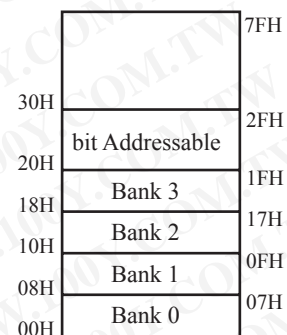 7FH
30H
2FH
bit Addressable
20H
1FH
Bank 3
18H
17H
Bank 2
10H
0FH
Bank 1
08H
07H
Bank 0
00H